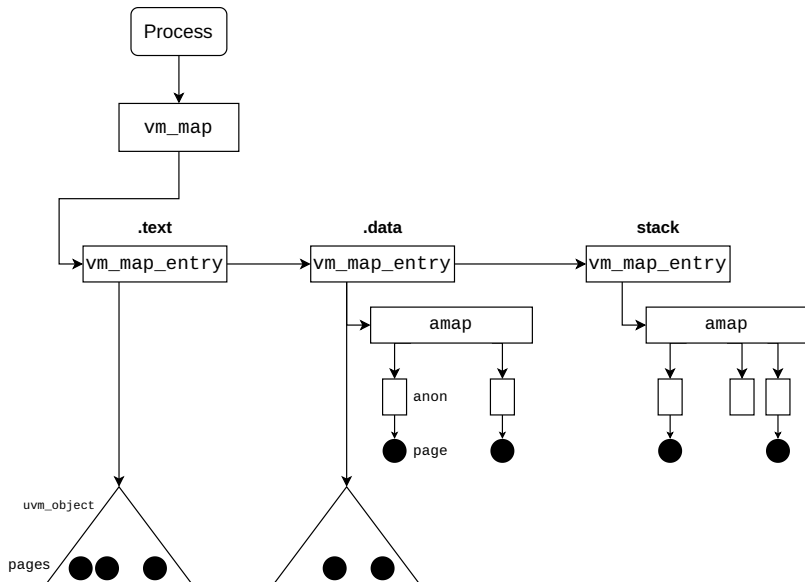 Process
vm_map
.text
.data
stack
vm_map_entry
vm_map_entry
vm_map_entry
amap
amap
anon
page
uvm_object
pages